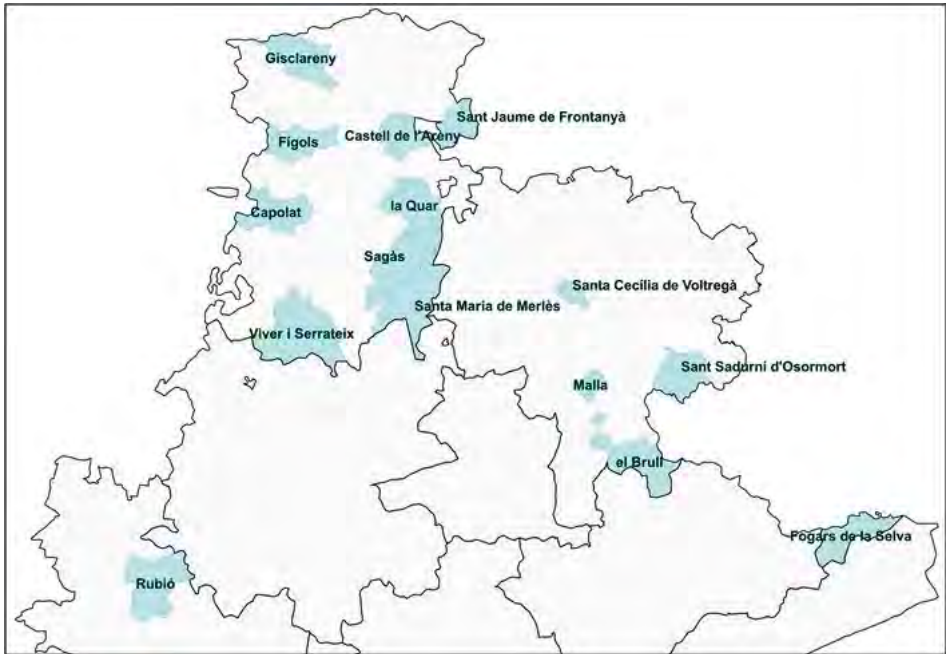 Gisclareny
Sant Jaume de Frontanyà
Castell de l'Areny
Fígols
Capolat
la Quar
Sagàs
Santa Cecília de Voltregà
Santa Maria de Merlès
Viver i Serrateix
Sant Sadurní d'Osormort
Malla
el Brull
Fogars de la Selva
Rubió